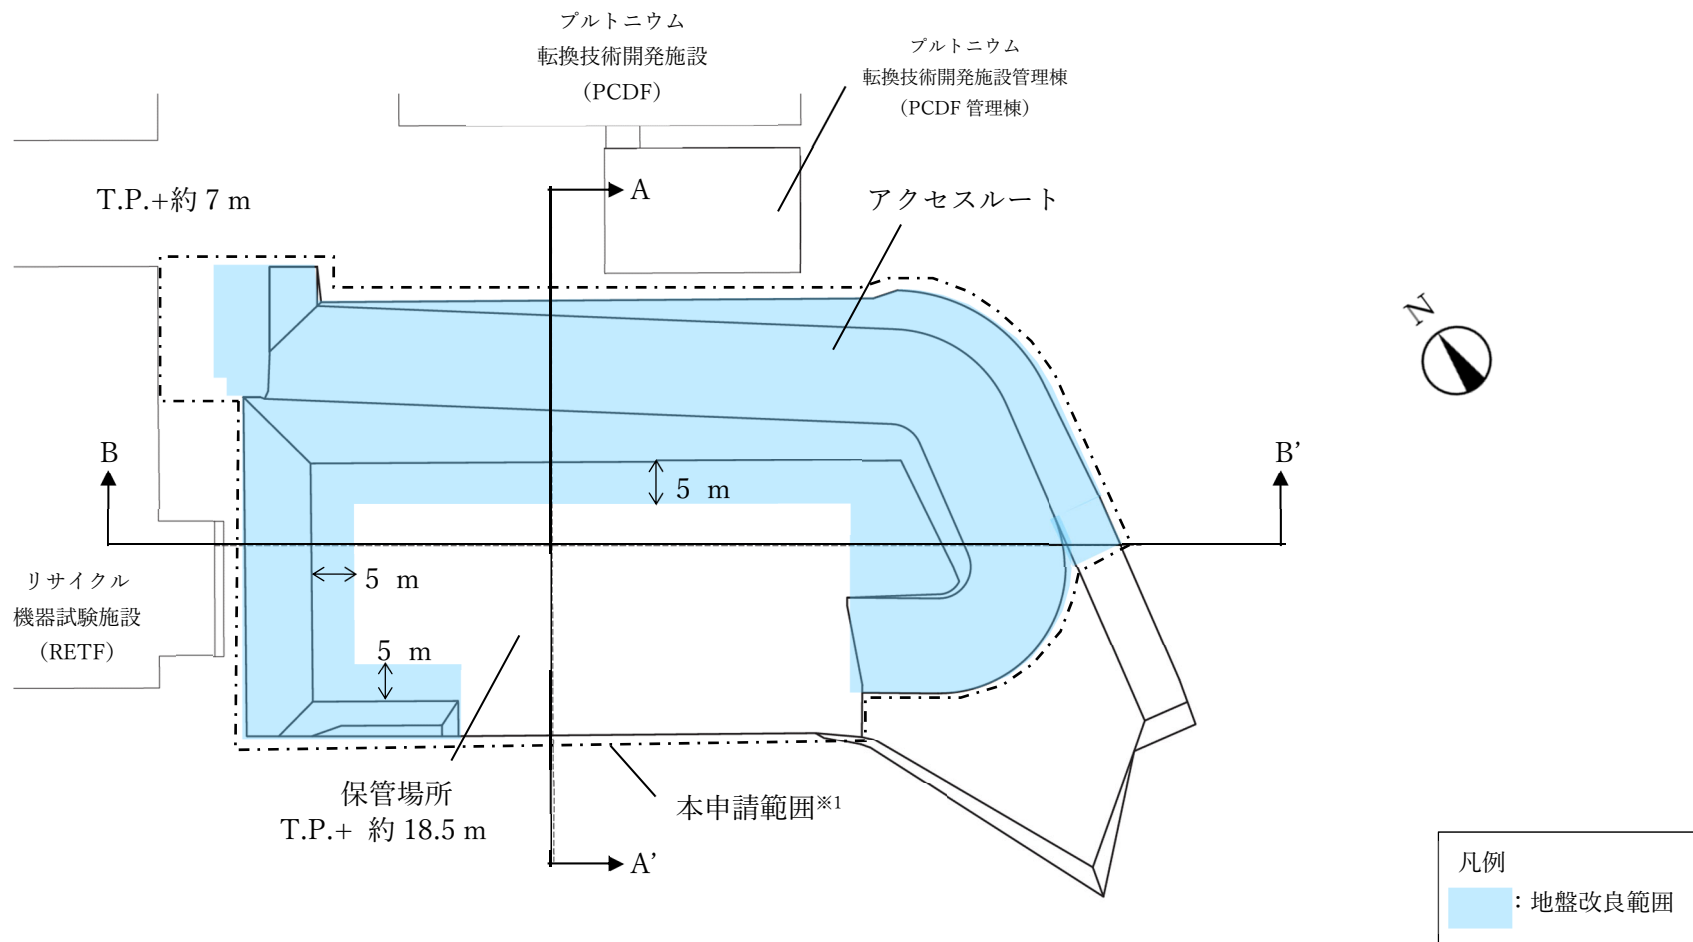 プルトニウム
転換技術開発施設
（PCDF）
プルトニウム
転換技術開発施設管理棟
（PCDF 管理棟）
T.P.+約 7 m
A
アクセスルート
N
B
B’
5 m
5 m
リサイクル
機器試験施設
（RETF）
5 m
保管場所
T.P.+ 約 18.5 m
本申請範囲※1
A’
凡例
：地盤改良範囲